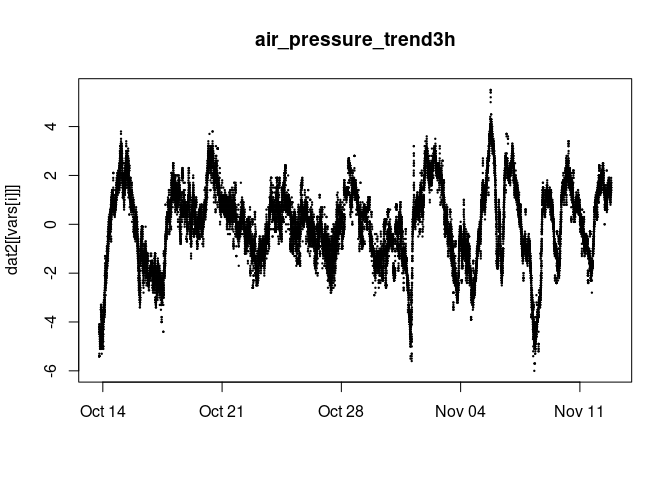 air_pressure_trend3h
dat2[[vars[i]]]
4
2
0
-2
-4
-6
Oct 14 Oct 21 Oct 28 Nov 04 Nov 11